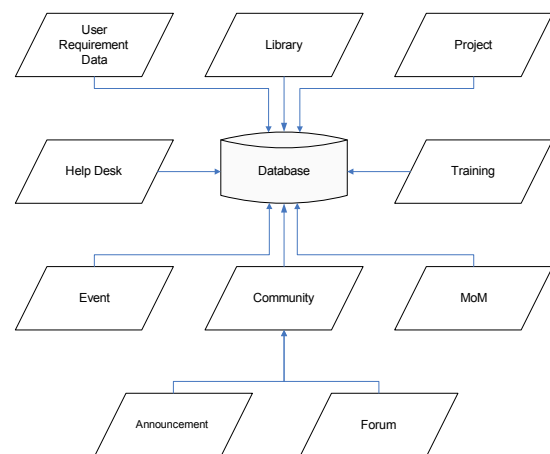 User
Requirement
Data
Library
Project
Help Desk
Database
Training
Event
Community
MoM
Announcement
Forum